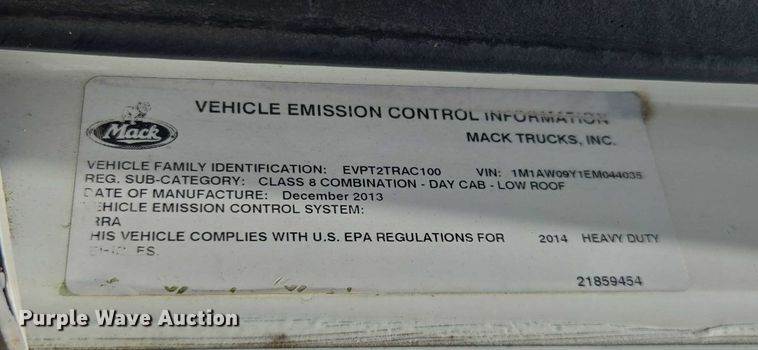 VEHICLE EMISSION CONTROL INFORMATION
Mack
MACK TRUCKS, INC.
VEHICLE FAMILY IDENTIFICATION: EVPT2TRAC100 VIN: 1M1AW09Y1EM044035
REG. SUB-CATEGORY: CLASS 8 COMBINATION - DAY CAB - LOW ROOF
DATE OF MANUFACTURE: December 2013
EHICLE EMISSION CONTROL SYSTEM:
RRA
HIS VEHICLE COMPLIES WITH U.S. EPA REGULATIONS FOR 2014 HEAVY DUTY
21859454
Purple Wave Auction